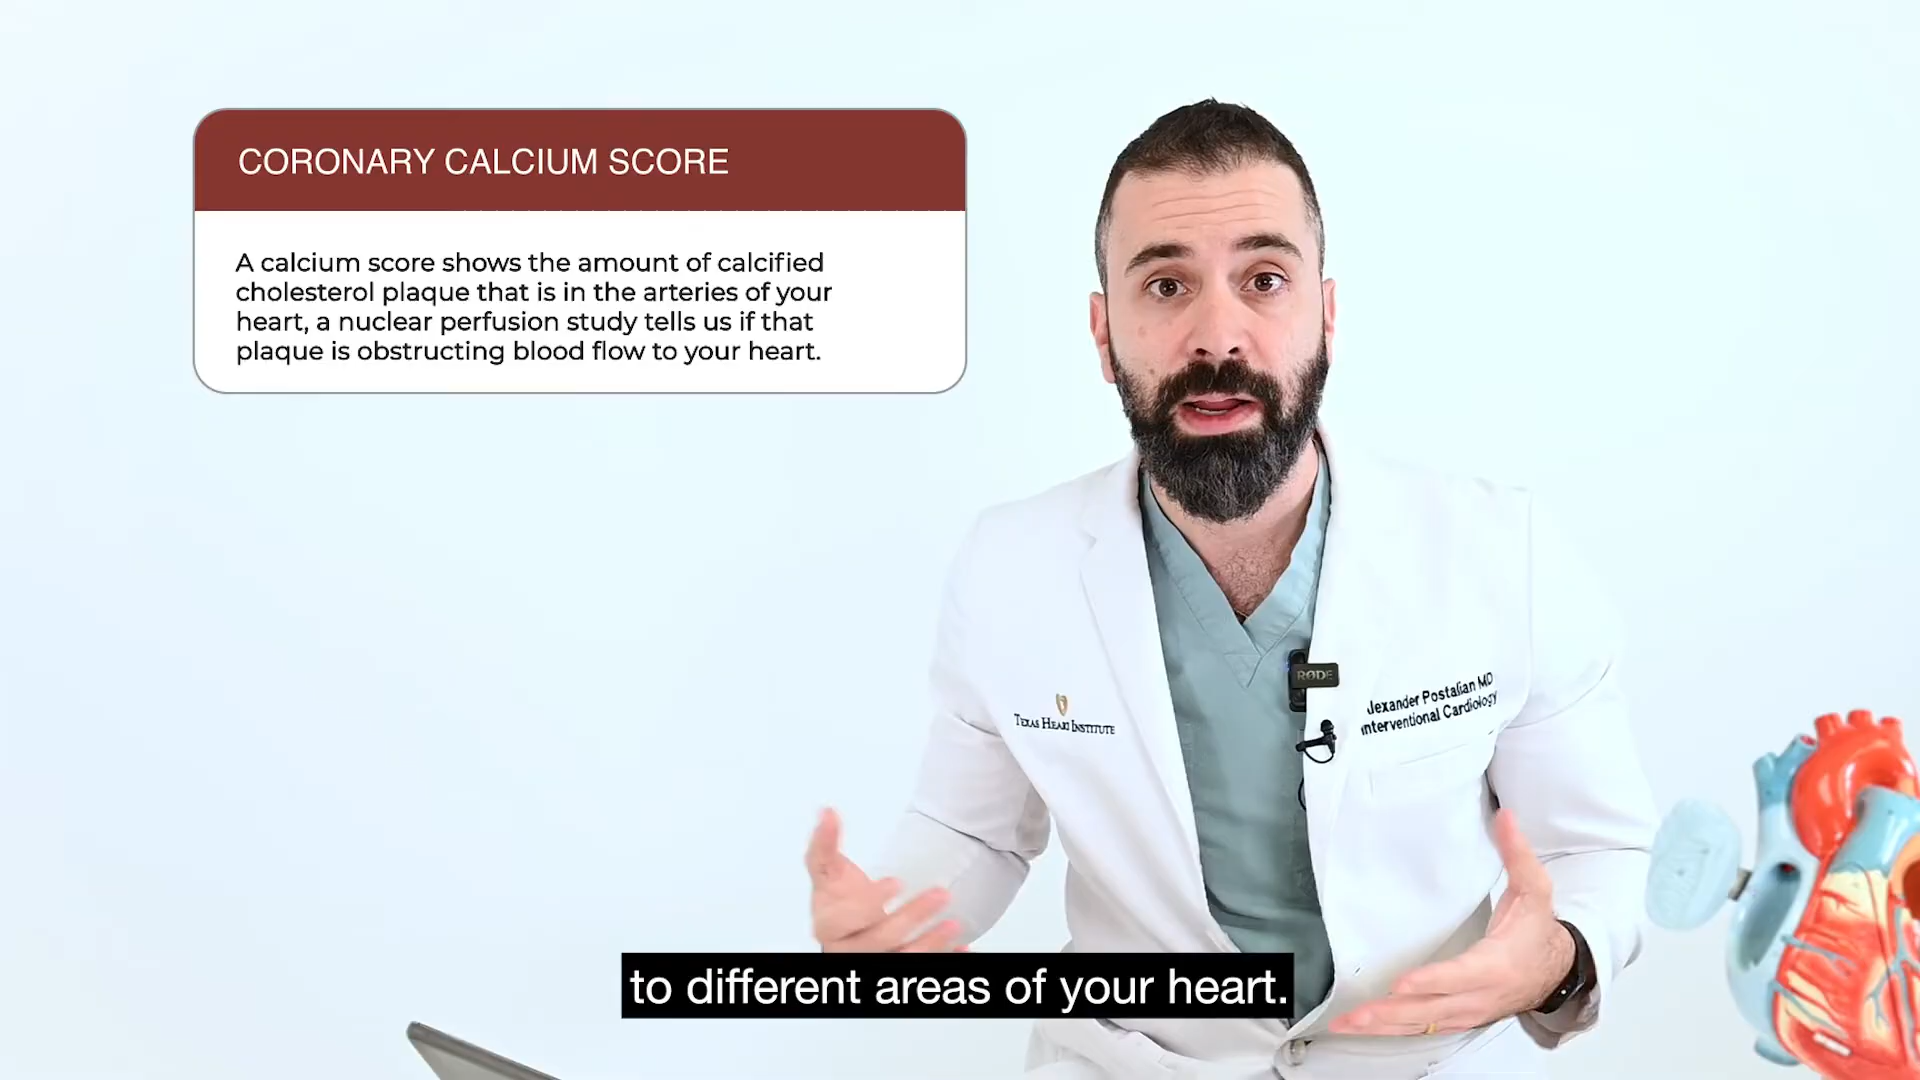 CORONARY CALCIUM SCORE
A calcium score shows the amount of calcified
cholesterol plaque that is in the arteries of your
heart, a nuclear perfusion study tells us if that
plaque is obstructing blood flow to your heart.
RØDE
lexander Postalian MD
Interventional Cardiology
TEXAS HEART INSTITUTE
to different areas of your heart.